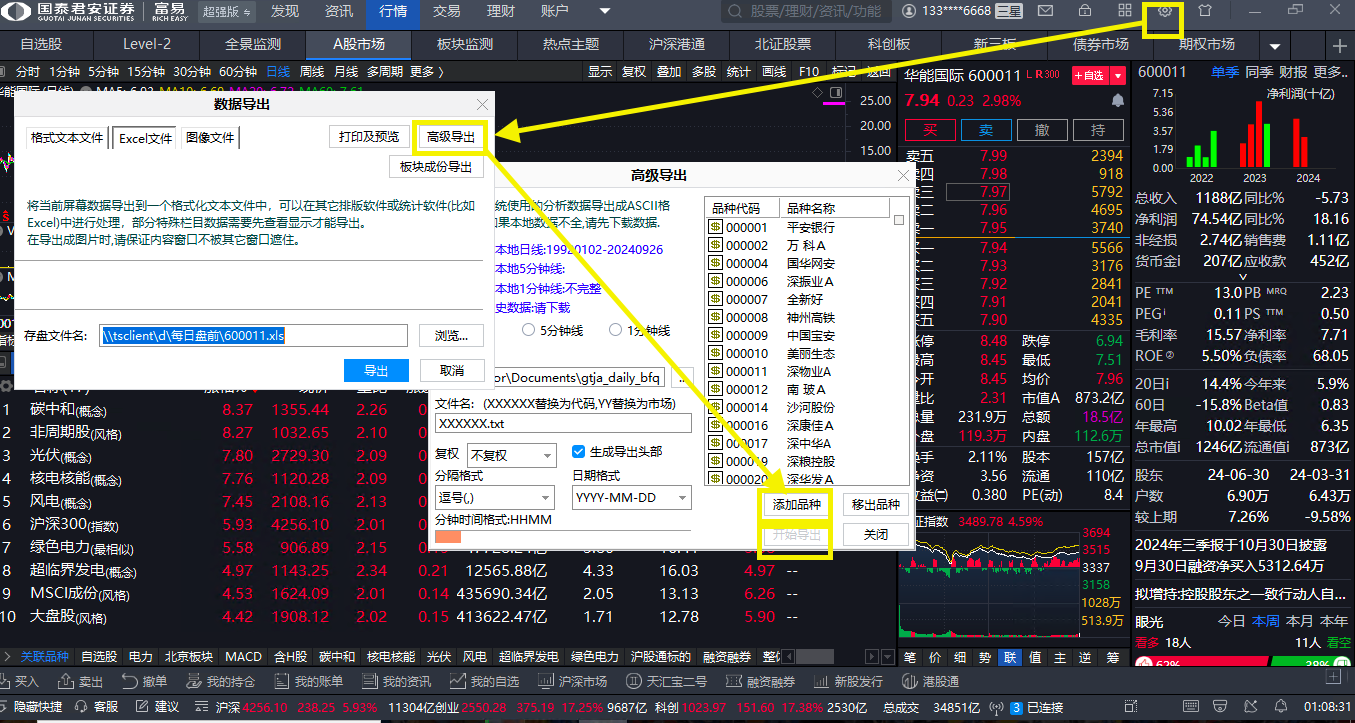 国泰君安证券 富易 超强版 发现 资讯 行情 交易 理财 账户 股票/理财/资讯/功能 133****6668 三星
GUOTAI JUNAN SECURITIES RICH EASY
自选股 Level-2 全景监测 A股市场 板块监测 热点主题 沪深港通 北证股票 科创板 新三板 债券市场 期权市场
分时 1分钟 5分钟 15分钟 30分钟 60分钟 日线 周线 月线 多周期 更多 显示 复权 叠加 多股 统计 画线 F10 标记 返回
25.00
20.00
15.00
数据导出
格式文本文件 Excel文件 图像文件 打印及预览 高级导出
板块成份导出
将当前屏幕数据导出到一个格式化文本文件中，可以在其它排版软件或统计软件(比如
Excel)中进行处理，部分特殊栏目数据需要先查看显示才能导出。
在导出成图片时,请保证内容窗口不被其它窗口遮住。
存盘文件名: \\tsclient\d\每日盘前\600011.xls 浏览...
导出 取消
高级导出
统使用的分析数据导出成ASCII格
如果本地数据不全,请先下载数据.
本地日线:19920102-20240926
本地5分钟线:
本地1分钟线:不完整
史数据:请下载
5分钟线 1分钟线
or\Documents\gtja_daily_bfq ...
文件名: (XXXXXX替换为代码,YY替换为市场)
XXXXXX.txt
复权 不复权 生成导出头部
分隔格式 日期格式
逗号(,) YYYY-MM-DD
分钟时间格式:HHMM
品种代码 品种名称
000001 平安银行
000002 万 科Ａ
000004 国华网安
000006 深振业Ａ
000007 全新好
000008 神州高铁
000009 中国宝安
000010 美丽生态
000011 深物业A
000012 南 玻Ａ
000014 沙河股份
000016 深康佳Ａ
000017 深中华A
000019 深粮控股
000020 深华发Ａ
添加品种 移出品种
开始导出 关闭
1 碳中和(概念) 8.37 1355.44 2.26
2 非周期股(风格) 8.27 1032.65 2.10
3 光伏(概念) 7.80 2729.30 2.09
4 核电核能(概念) 7.76 1120.28 2.09
5 风电(概念) 7.45 2108.16 2.13
6 沪深300(指数) 5.93 4256.10 2.01
7 绿色电力(最相似) 5.58 906.89 2.15
8 超临界发电(概念) 4.97 1143.25 2.34 0.21 12565.88亿 4.33 16.03 4.97 --
9 MSCI成份(风格) 4.53 1624.09 2.01 0.15 435690.34亿 2.05 13.13 6.26 --
10 大盘股(风格) 4.42 1908.12 2.02 0.15 413622.47亿 1.71 12.78 5.90 --
关联品种 自选股 电力 北京板块 MACD 含H股 碳中和 核电核能 光伏 风电 超临界发电 绿色电力 沪股通标的 融资融券
华能国际 600011 L R300 +自选
7.94 0.23 2.98%
买 卖 撤 持
卖五 7.99 2394
卖四 7.98 918
卖三 7.97 5792
7.96 4695
卖一 7.95 3740
买一 7.94 5566
买二 7.93 3176
买三 7.92 2841
买四 7.91 2041
买五 7.90 4335
涨停 8.48 跌停 6.94
最高 8.45 最低 7.51
今开 8.45 均价 7.96
量比 2.31 市值A 873.2亿
总量 231.9万 总额 18.5亿
外盘 119.3万 内盘 112.6万
换手 2.11% 股本 157亿
净资 3.56 流通 110亿
收益㈡ 0.380 PE(动) 8.4
上证指数 3489.78 4.59%
3694
3515
3337
3158
1028万
513.9万
笔 价 细 势 联 值 主 逆 筹
600011 单季 同季 财报 更多..
净利润(十亿)
7.15
5.36
3.57
1.79
0.00
2022 2023 2024
总收入 1188亿 同比% -5.73
净利润 74.54亿 同比% 18.16
非经损 2.74亿 销售费 1.11亿
货币金i 207亿 应收款 452亿
PE TTM 13.0 PB MRQ 2.23
PEG i 0.11 PS TTM 0.50
毛利率 15.57 净利率 7.71
ROE② 5.50% 负债率 68.05
20日i 14.4% 今年来 5.9%
60日 -15.8% Beta值 0.83
年最高 10.02 年最低 6.35
总市值i 1246亿 流通值i 873亿
股东 24-06-30 24-03-31
户数 6.90万 6.43万
较上期 7.26% -9.58%
2024年三季报于10月30日披露
9月30日融资净买入5312.64万
拟增持:控股股东之一致行动人自...
眼光 今日 本周 本月 本年
看多 18人 11人 看空
62% 38%
买入 卖出 撤单 我的持仓 我的账单 我的资讯 我的自选 沪深市场 天汇宝二号 融资融券 新股发行 港股通
隐藏快捷 客服 建议 沪深 4256.10 238.25 5.93% 11304亿 创业 2550.28 375.19 17.25% 9687亿 科创 1023.97 151.60 17.38% 2530亿 总成交 34851亿 3 已连接 01:08:31